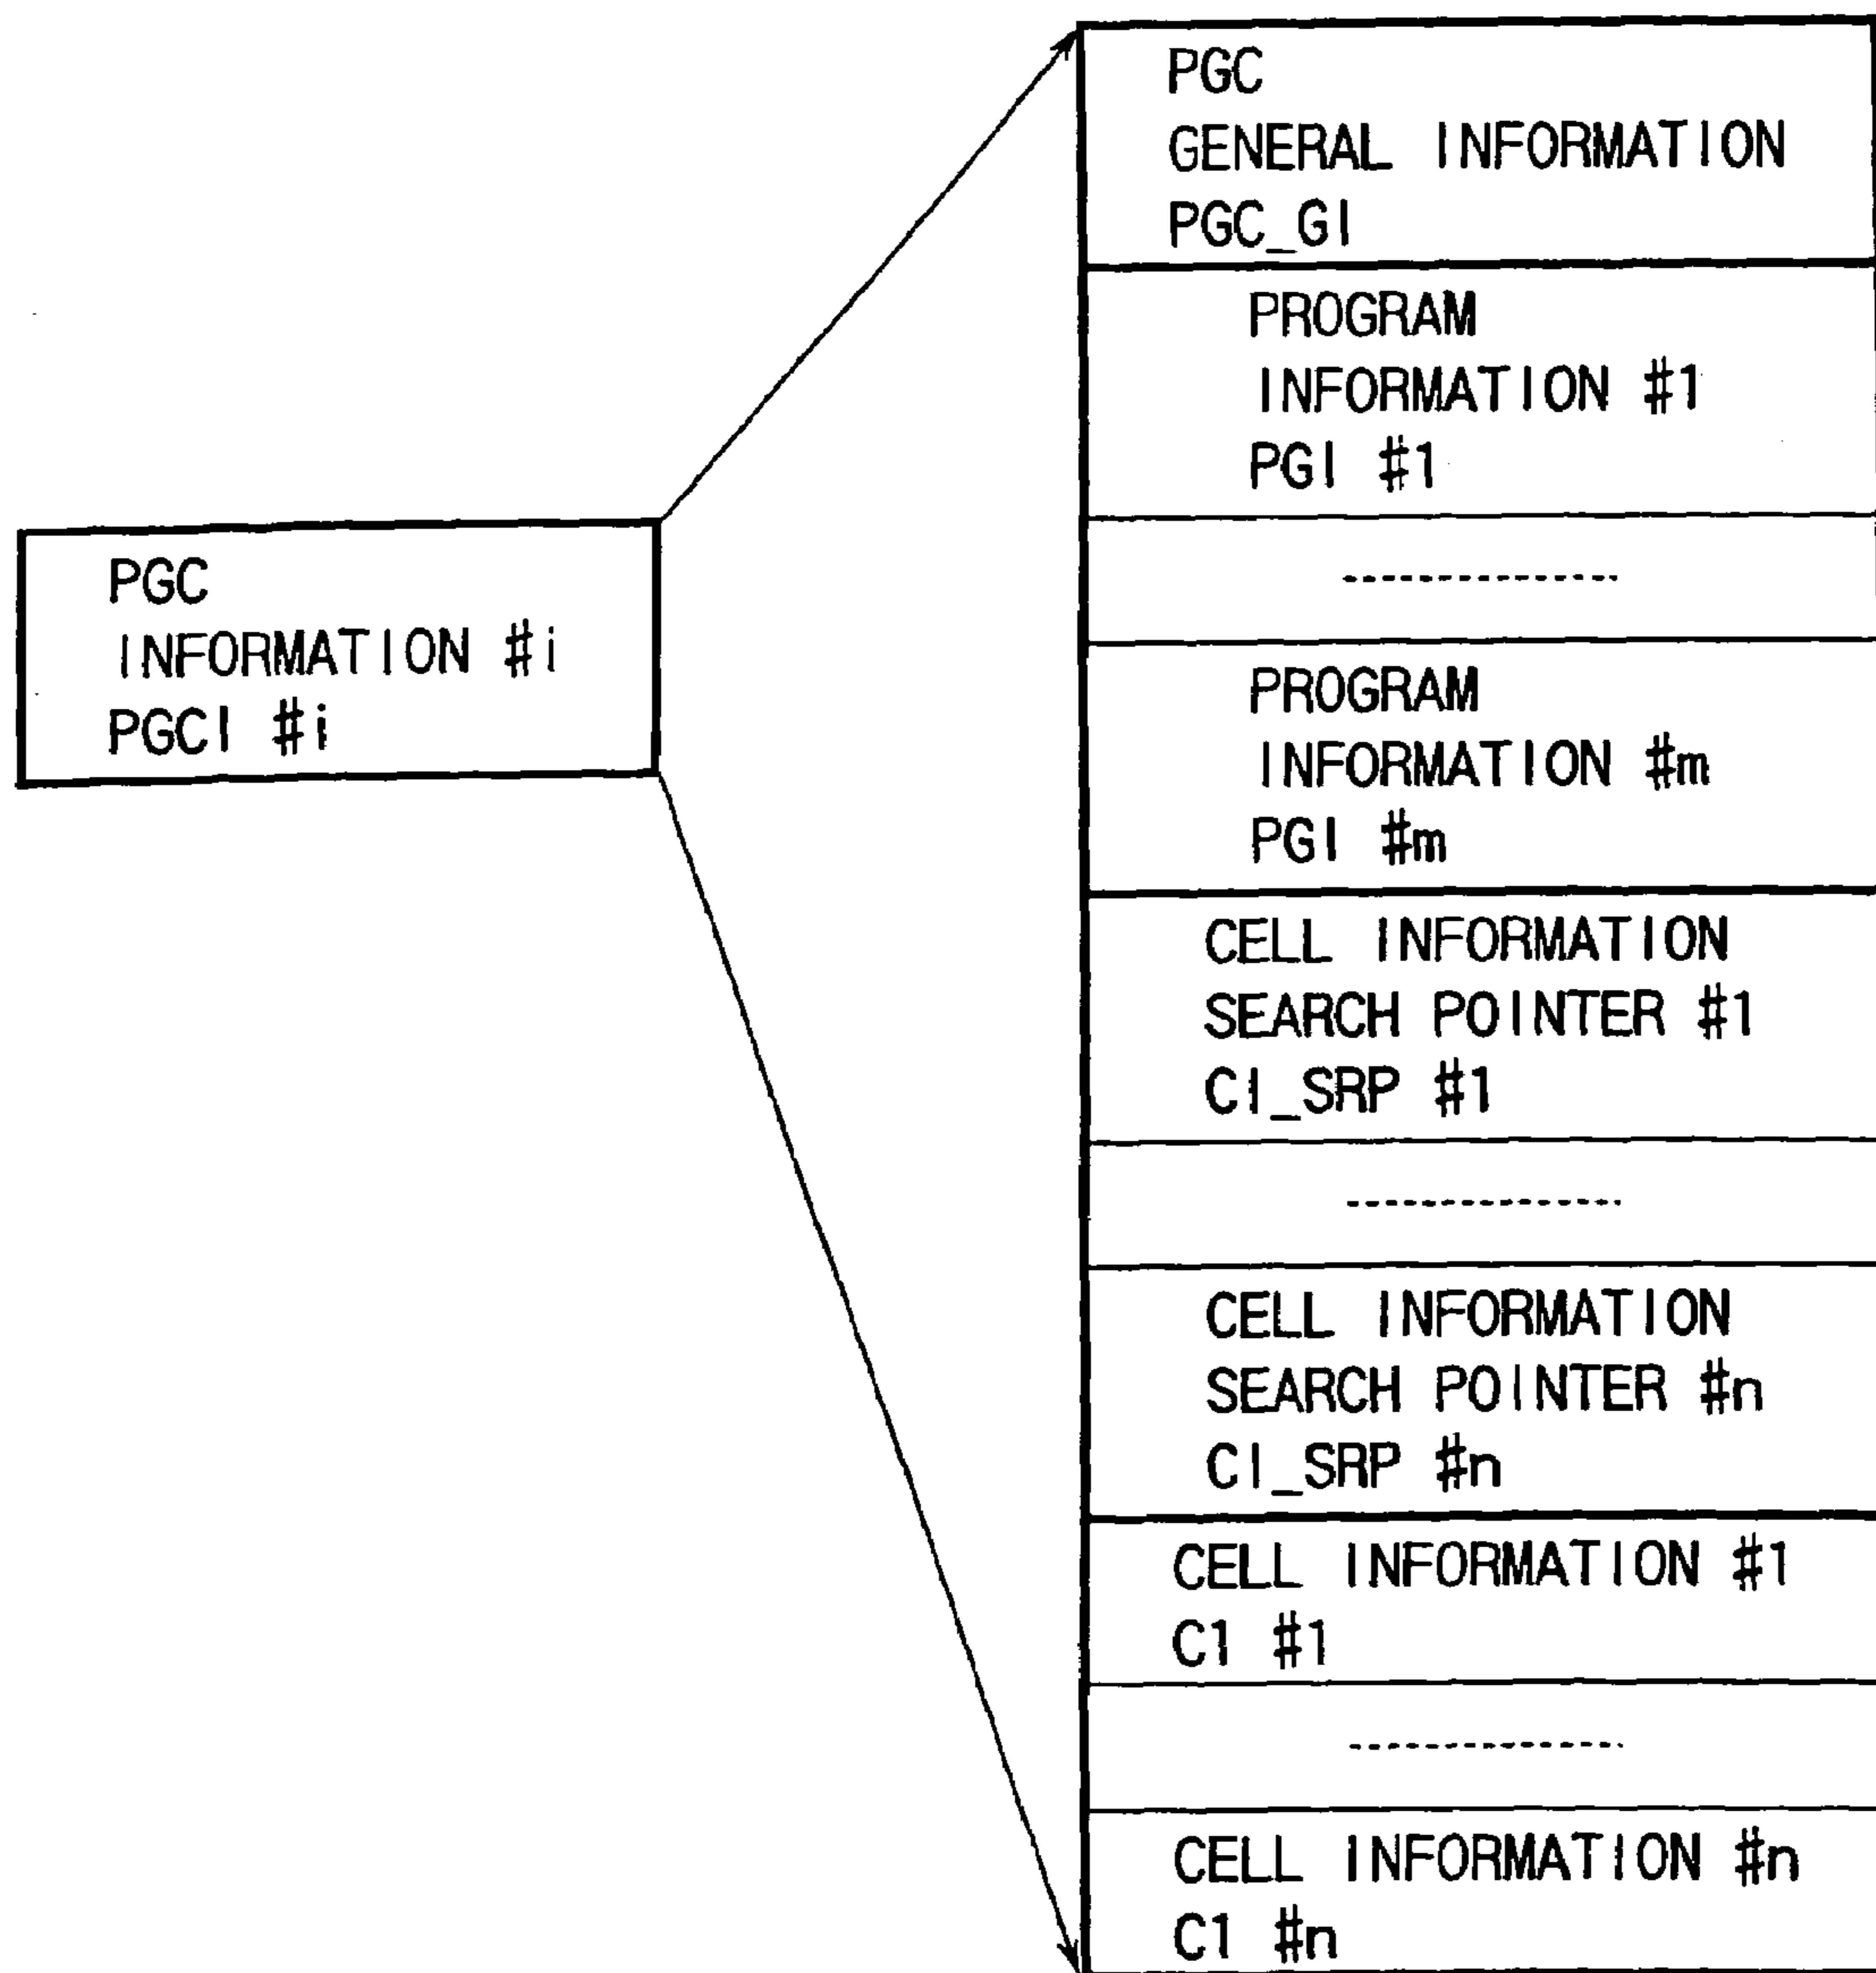 PGC
INFORMATION #i
PGCI #i
PGC
GENERAL INFORMATION
PGC_GI
PROGRAM
INFORMATION #1
PGI #1
PROGRAM
INFORMATION #m
PGI #m
CELL INFORMATION
SEARCH POINTER #1
CI_SRP #1
CELL INFORMATION
SEARCH POINTER #n
CI_SRP #n
CELL INFORMATION #1
C1 #1
CELL INFORMATION #n
C1 #n